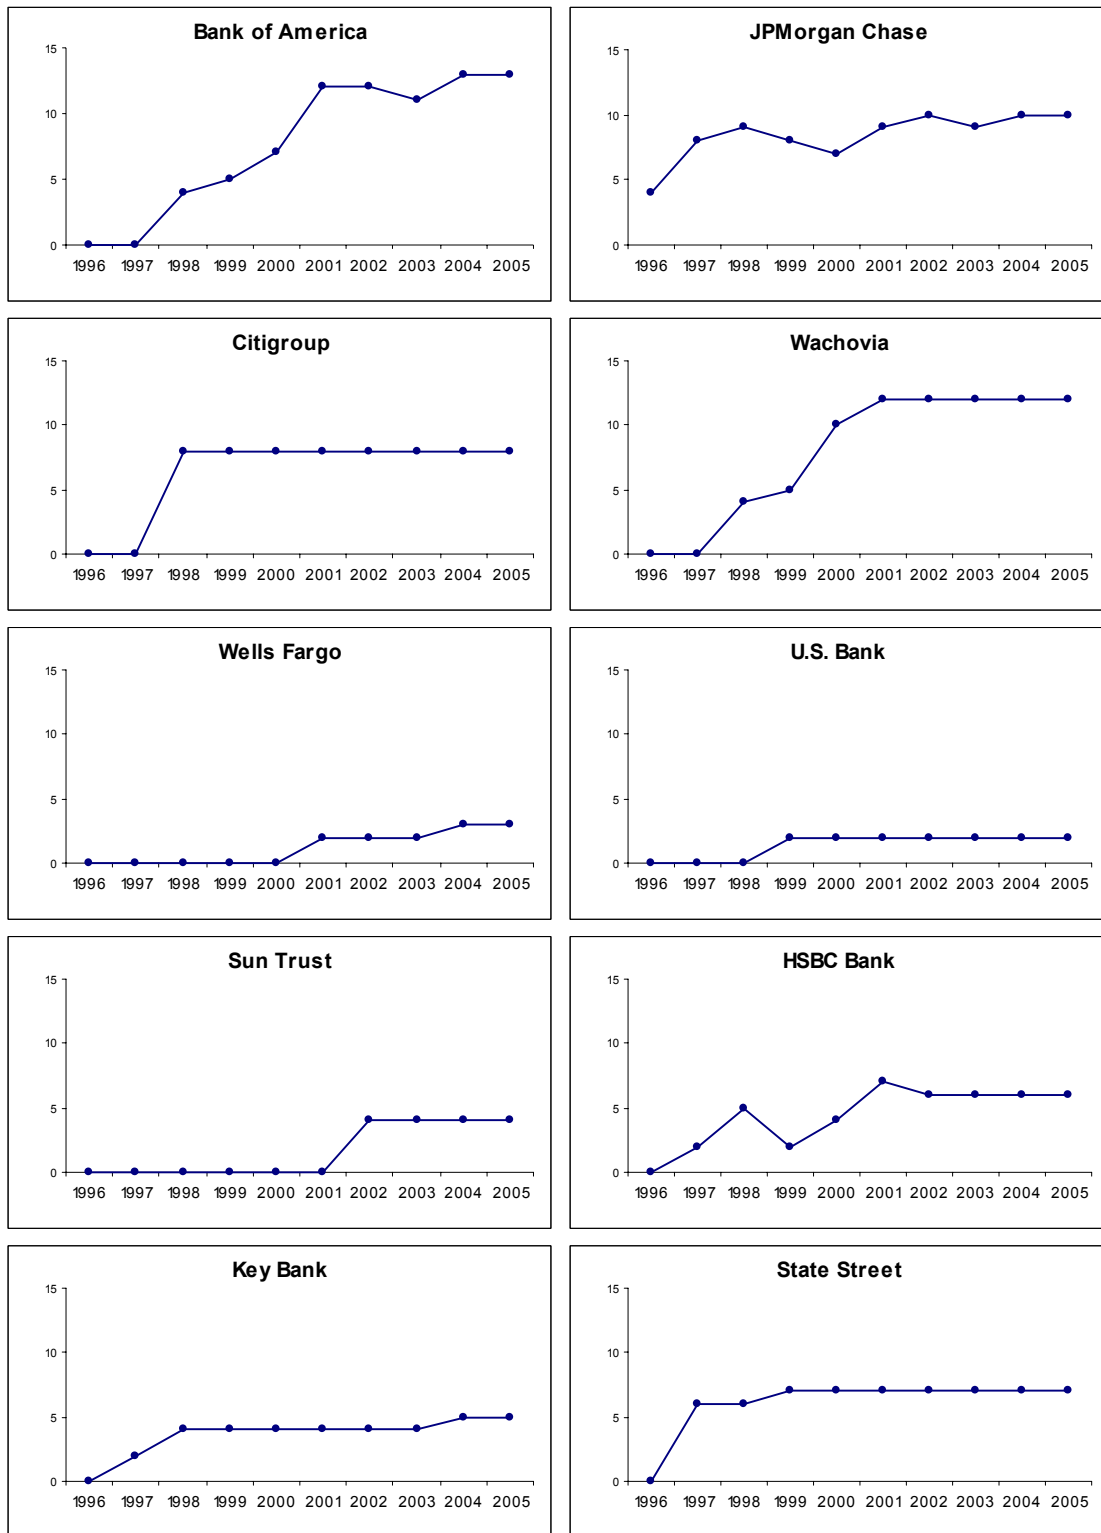 Bank of America
15
10
5
0
1996 1997 1998 1999 2000 2001 2002 2003 2004 2005
JPMorgan Chase
15
10
5
0
1996 1997 1998 1999 2000 2001 2002 2003 2004 2005
Citigroup
15
10
5
0
1996 1997 1998 1999 2000 2001 2002 2003 2004 2005
Wachovia
15
10
5
0
1996 1997 1998 1999 2000 2001 2002 2003 2004 2005
Wells Fargo
15
10
5
0
1996 1997 1998 1999 2000 2001 2002 2003 2004 2005
U.S. Bank
15
10
5
0
1996 1997 1998 1999 2000 2001 2002 2003 2004 2005
Sun Trust
15
10
5
0
1996 1997 1998 1999 2000 2001 2002 2003 2004 2005
HSBC Bank
15
10
5
0
1996 1997 1998 1999 2000 2001 2002 2003 2004 2005
Key Bank
15
10
5
0
1996 1997 1998 1999 2000 2001 2002 2003 2004 2005
State Street
15
10
5
0
1996 1997 1998 1999 2000 2001 2002 2003 2004 2005